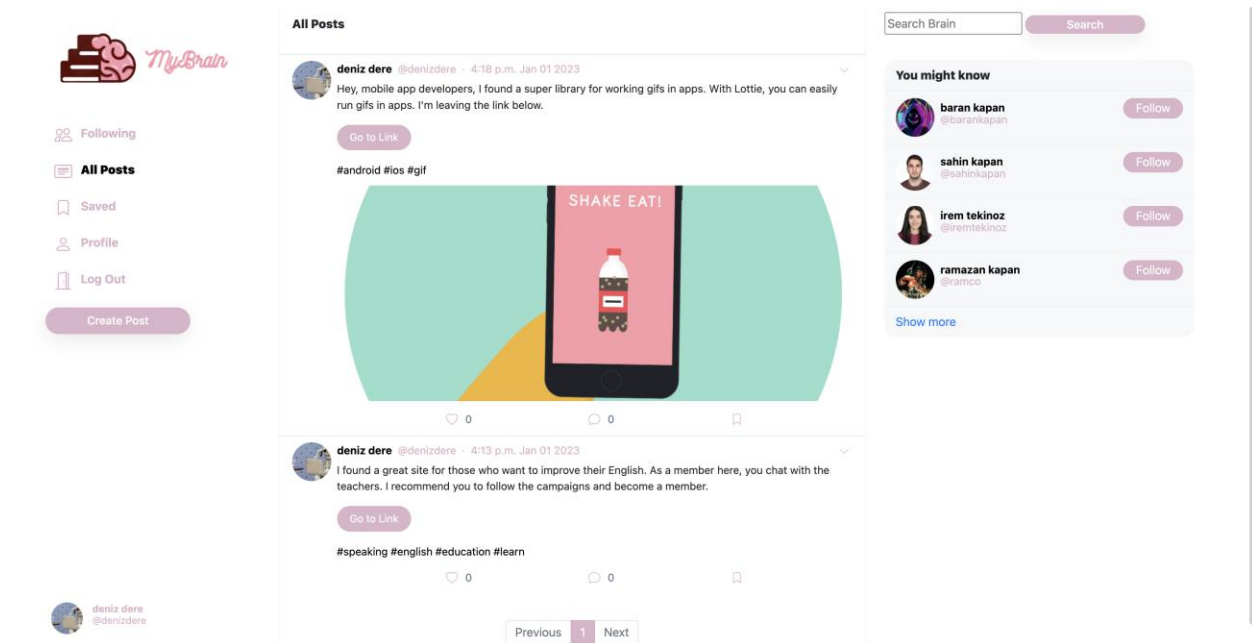 MyBrain
Following
All Posts
Saved
Profile
Log Out
Create Post
deniz dere
@denizdere
All Posts
deniz dere @denizdere · 4:18 p.m. Jan 01 2023
Hey, mobile app developers, I found a super library for working gifs in apps. With Lottie, you can easily
run gifs in apps. I'm leaving the link below.
Go to Link
#android #ios #gif
SHAKE EAT!
0 0
deniz dere @denizdere · 4:13 p.m. Jan 01 2023
I found a great site for those who want to improve their English. As a member here, you chat with the
teachers. I recommend you to follow the campaigns and become a member.
Go to Link
#speaking #english #education #learn
0 0
Previous 1 Next
Search Brain Search
You might know
baran kapan
@barankapan
Follow
sahin kapan
@sahinkapan
Follow
irem tekinoz
@iremtekinoz
Follow
ramazan kapan
@ramco
Follow
Show more